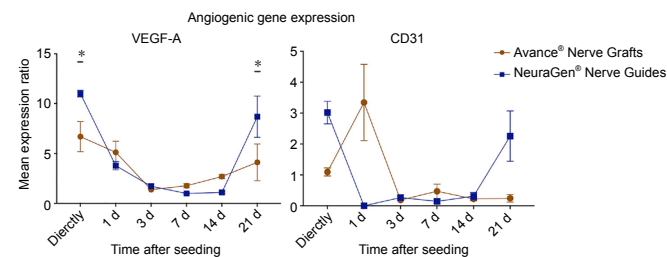 Angiogenic gene expression
VEGF-A
CD31
Mean expression ratio
15
10
5
0
*
*
Dierctly
1 d
3 d
7 d
14 d
21 d
Time after seeding
5
4
3
2
1
0
Dierctly
1 d
3 d
7 d
14 d
21 d
Time after seeding
Avance® Nerve Grafts
NeuraGen® Nerve Guides